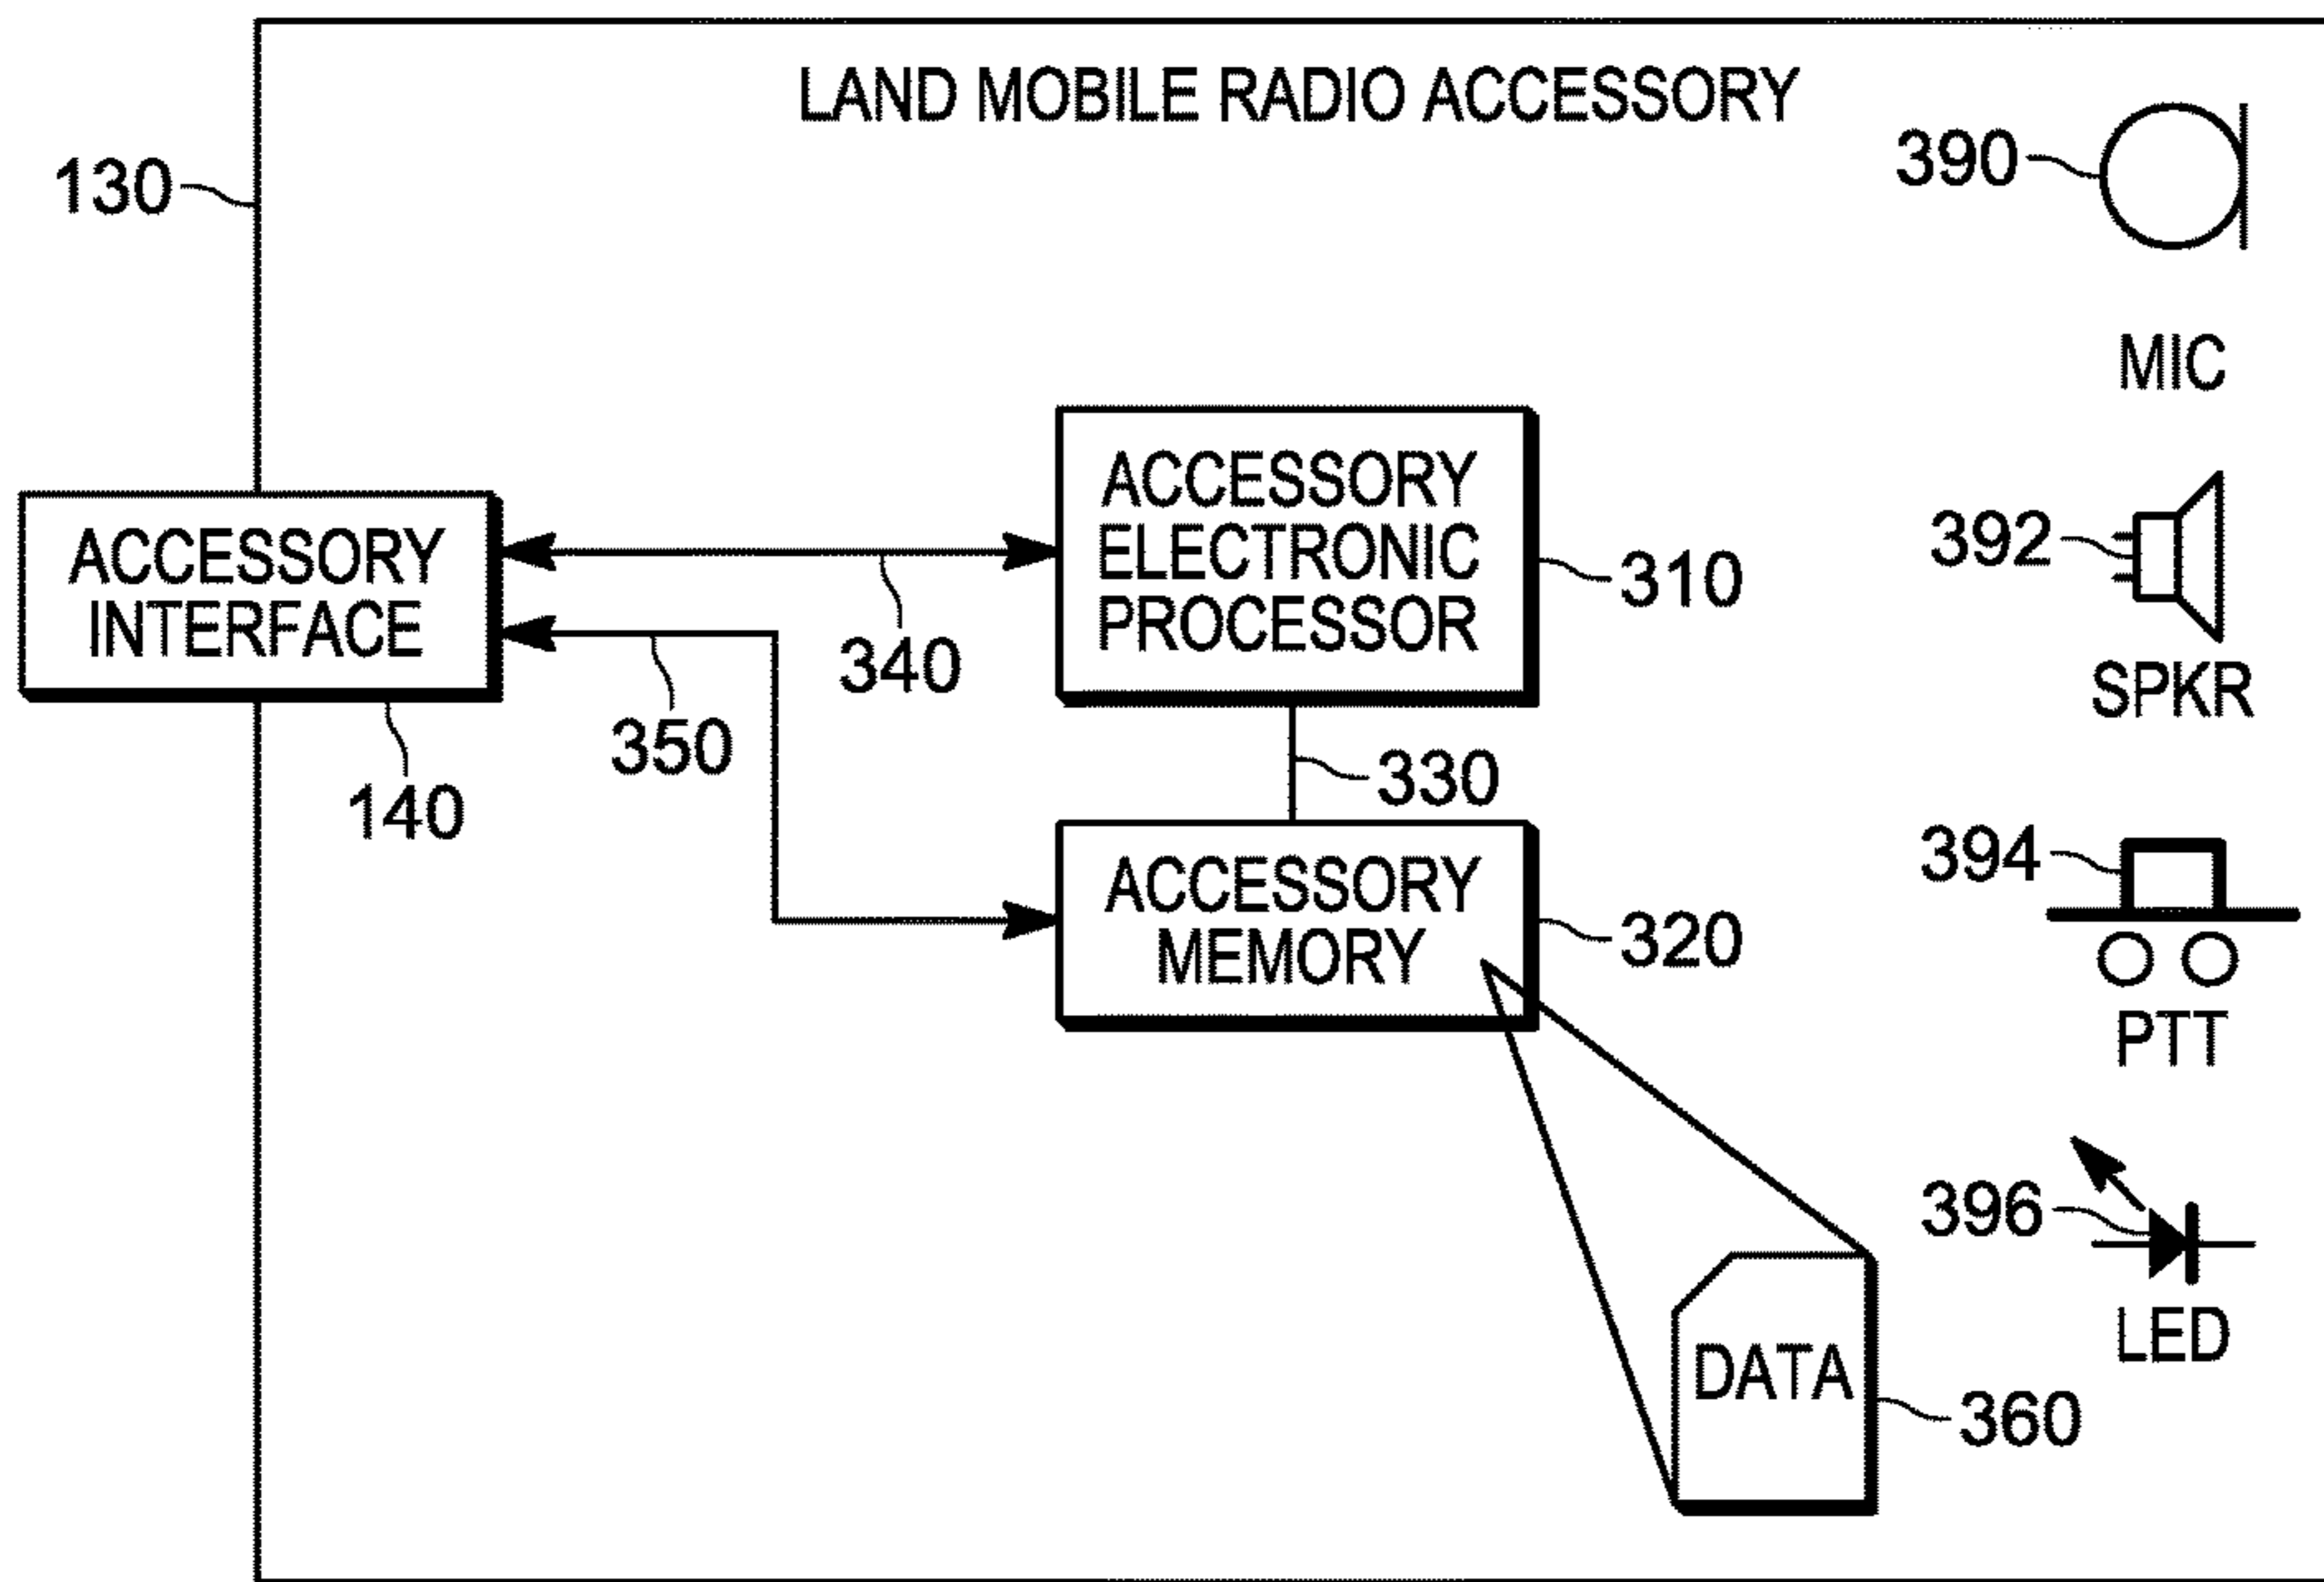 LAND MOBILE RADIO ACCESSORY
130
390
MIC
ACCESSORY
INTERFACE
140
340
350
ACCESSORY
ELECTRONIC
PROCESSOR
310
330
392
SPKR
ACCESSORY
MEMORY
320
394
PTT
396
LED
DATA
360